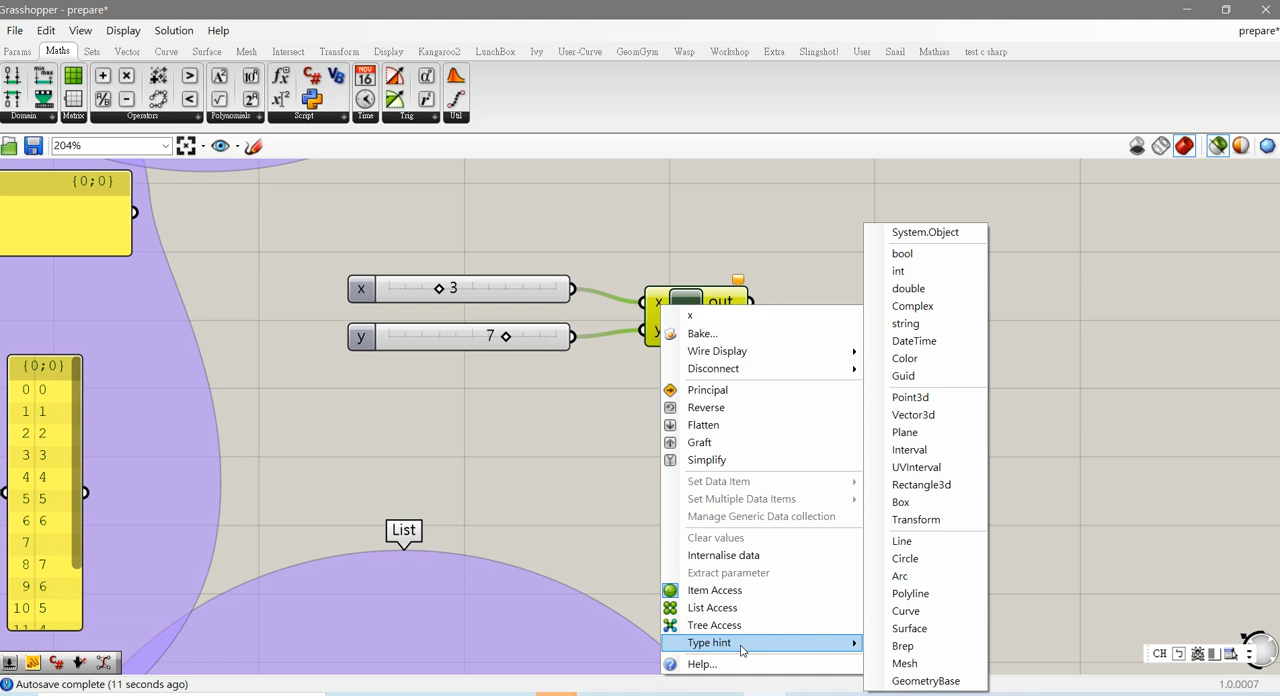 Grasshopper - prepare*
File Edit View Display Solution Help
prepare*
Params Maths Sets Vector Curve Surface Mesh Intersect Transform Display Kangaroo2 LunchBox Ivy User-Curve GeomGym Wasp Workshop Extra Slingshot! User Snail Mathias test c sharp
Domain Matrix Operators Polynomials Script Time Trig Util
204%
{0;0}
x 3
y 7
x out
y
{0;0}
0 0
1 1
2 2
3 3
4 4
5 5
6 6
7
8 7
9 6
10 5
11 4
List
x
Bake...
Wire Display
Disconnect
Principal
Reverse
Flatten
Graft
Simplify
Set Data Item
Set Multiple Data Items
Manage Generic Data collection
Clear values
Internalise data
Extract parameter
Item Access
List Access
Tree Access
Type hint
Help...
System.Object
bool
int
double
Complex
string
DateTime
Color
Guid
Point3d
Vector3d
Plane
Interval
UVInterval
Rectangle3d
Box
Transform
Line
Circle
Arc
Polyline
Curve
Surface
Brep
Mesh
GeometryBase
CH
Autosave complete (11 seconds ago)
1.0.0007